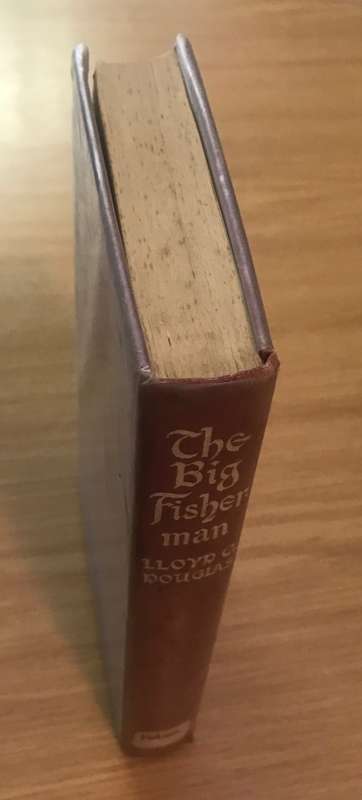 The
Big
Fisher-
man
LLOYD C.
DOUGLAS